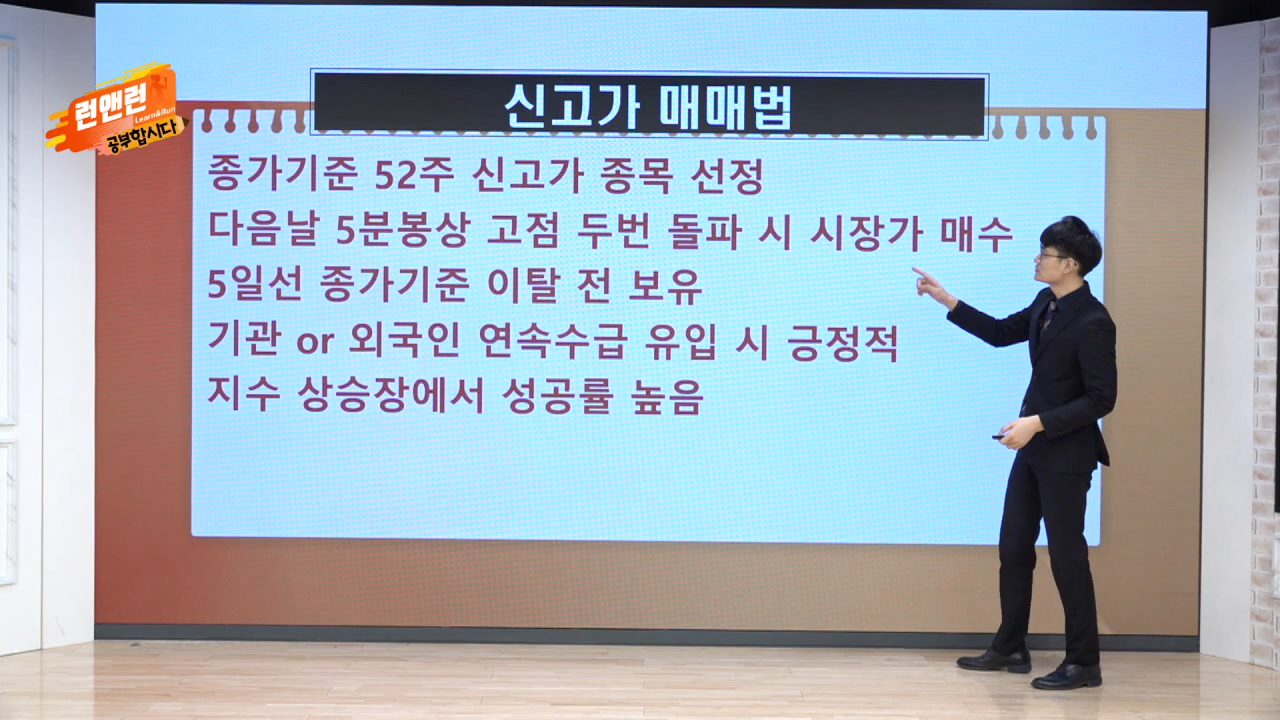 런앤런
Learn&Run
공부합시다
신고가 매매법
종가기준 52주 신고가 종목 선정
다음날 5분봉상 고점 두번 돌파 시 시장가 매수
5일선 종가기준 이탈 전 보유
기관 or 외국인 연속수급 유입 시 긍정적
지수 상승장에서 성공률 높음